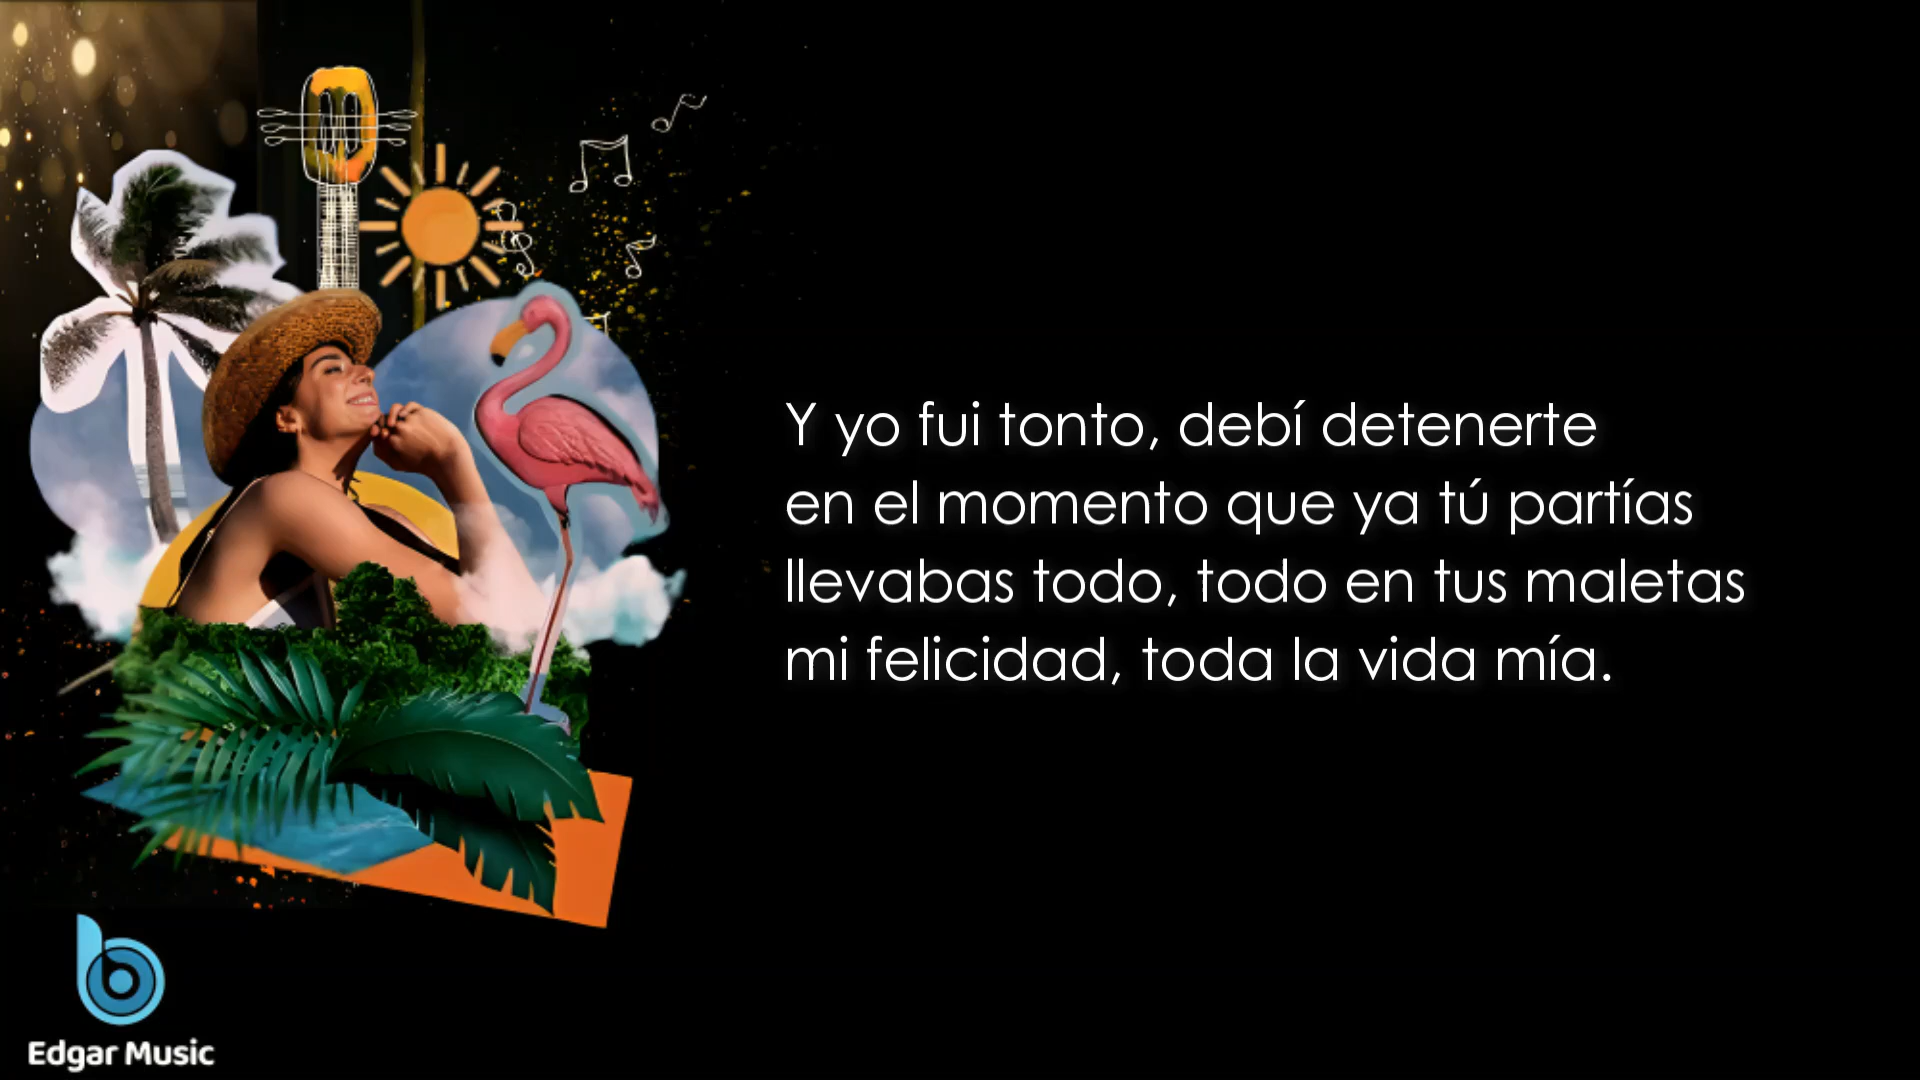 Y yo fui tonto, debí detenerte
en el momento que ya tú partías
llevabas todo, todo en tus maletas
mi felicidad, toda la vida mía.
Edgar Music